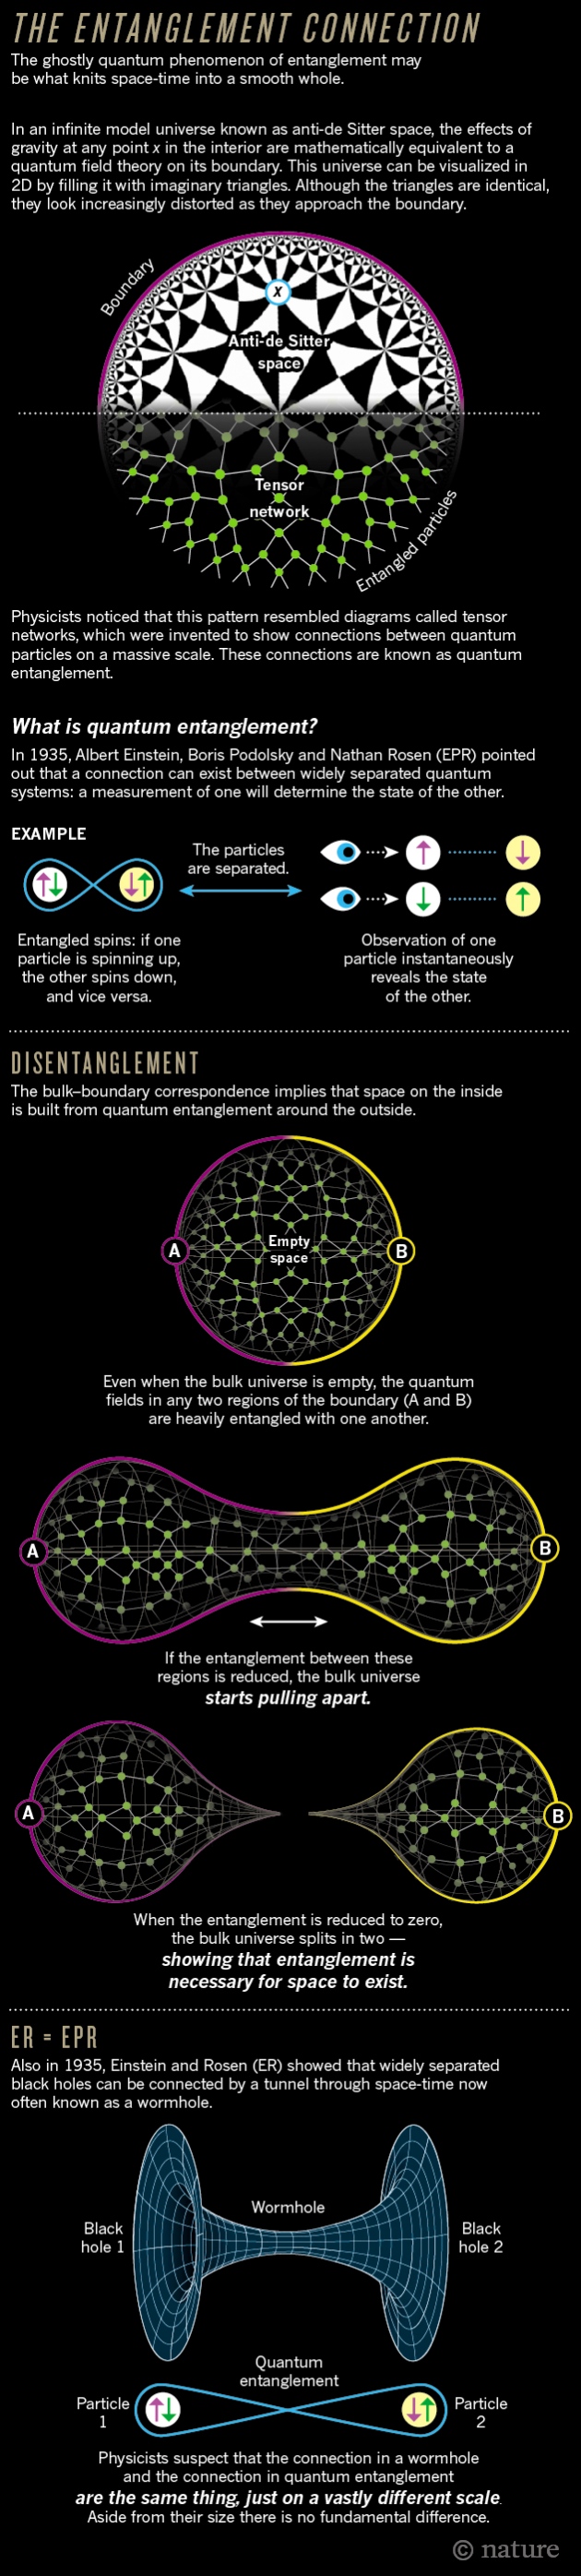 THE ENTANGLEMENT CONNECTION
The ghostly quantum phenomenon of entanglement may
be what knits space-time into a smooth whole.
In an infinite model universe known as anti-de Sitter space, the effects of
gravity at any point x in the interior are mathematically equivalent to a
quantum field theory on its boundary. This universe can be visualized in
2D by filling it with imaginary triangles. Although the triangles are identical,
they look increasingly distorted as they approach the boundary.
Boundary
x
Anti-de Sitter
space
Tensor
network
Entangled particles
Physicists noticed that this pattern resembled diagrams called tensor
networks, which were invented to show connections between quantum
particles on a massive scale. These connections are known as quantum
entanglement.
What is quantum entanglement?
In 1935, Albert Einstein, Boris Podolsky and Nathan Rosen (EPR) pointed
out that a connection can exist between widely separated quantum
systems: a measurement of one will determine the state of the other.
EXAMPLE
The particles
are separated.
Entangled spins: if one
particle is spinning up,
the other spins down,
and vice versa.
Observation of one
particle instantaneously
reveals the state
of the other.
DISENTANGLEMENT
The bulk–boundary correspondence implies that space on the inside
is built from quantum entanglement around the outside.
A
Empty
space
B
Even when the bulk universe is empty, the quantum
fields in any two regions of the boundary (A and B)
are heavily entangled with one another.
A
B
If the entanglement between these
regions is reduced, the bulk universe
starts pulling apart.
A
B
When the entanglement is reduced to zero,
the bulk universe splits in two —
showing that entanglement is
necessary for space to exist.
ER = EPR
Also in 1935, Einstein and Rosen (ER) showed that widely separated
black holes can be connected by a tunnel through space-time now
often known as a wormhole.
Wormhole
Black
hole 1
Black
hole 2
Quantum
entanglement
Particle
1
Particle
2
Physicists suspect that the connection in a wormhole
and the connection in quantum entanglement
are the same thing, just on a vastly different scale.
Aside from their size there is no fundamental difference.
© nature